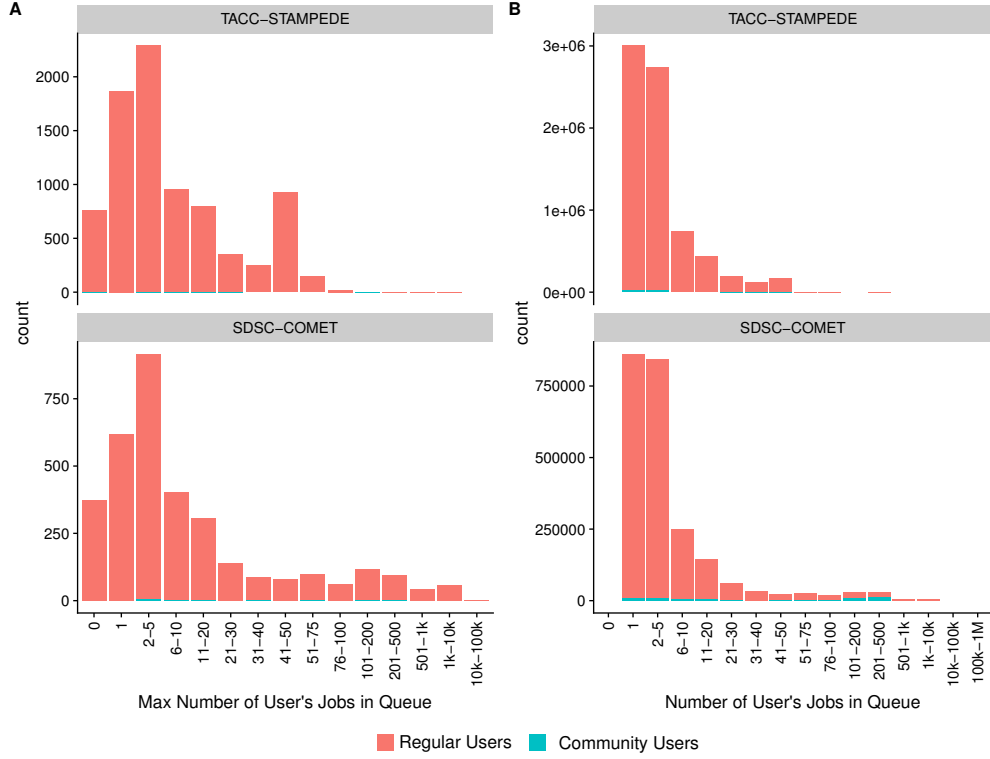 A
TACC−STAMPEDE
2000
1500
1000
500
0
SDSC−COMET
750
500
250
0
count
0
1
2−5
6−10
11−20
21−30
31−40
41−50
51−75
76−100
101−200
201−500
501−1k
1k−10k
10k−100k
Max Number of User's Jobs in Queue
B
TACC−STAMPEDE
3e+06
2e+06
1e+06
0e+00
SDSC−COMET
750000
500000
250000
0
count
0
1
2−5
6−10
11−20
21−30
31−40
41−50
51−75
76−100
101−200
201−500
501−1k
1k−10k
10k−100k
100k−1M
Number of User's Jobs in Queue
Regular Users
Community Users